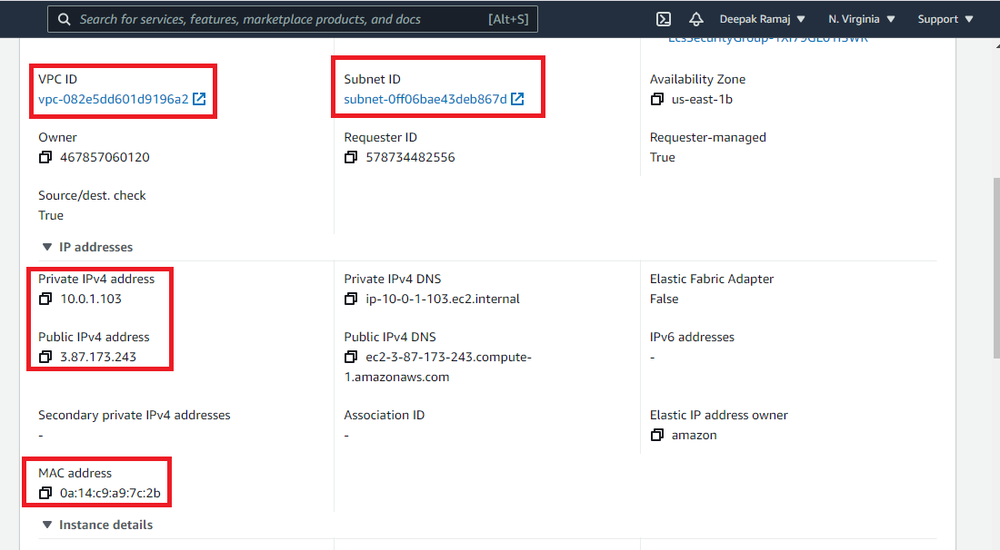 Search for services, features, marketplace products, and docs [Alt+S] Deepak Ramaj N. Virginia Support
VPC ID Subnet ID Availability Zone
vpc-082e5dd601d9196a2 subnet-0ff06bae43deb867d us-east-1b
Owner Requester ID Requester-managed
467857060120 578734482556 True
Source/dest. check
True
IP addresses
Private IPv4 address Private IPv4 DNS Elastic Fabric Adapter
10.0.1.103 ip-10-0-1-103.ec2.internal False
Public IPv4 address Public IPv4 DNS IPv6 addresses
3.87.173.243 ec2-3-87-173-243.compute- -
1.amazonaws.com
Secondary private IPv4 addresses Association ID Elastic IP address owner
- - amazon
MAC address
0a:14:c9:a9:7c:2b
Instance details